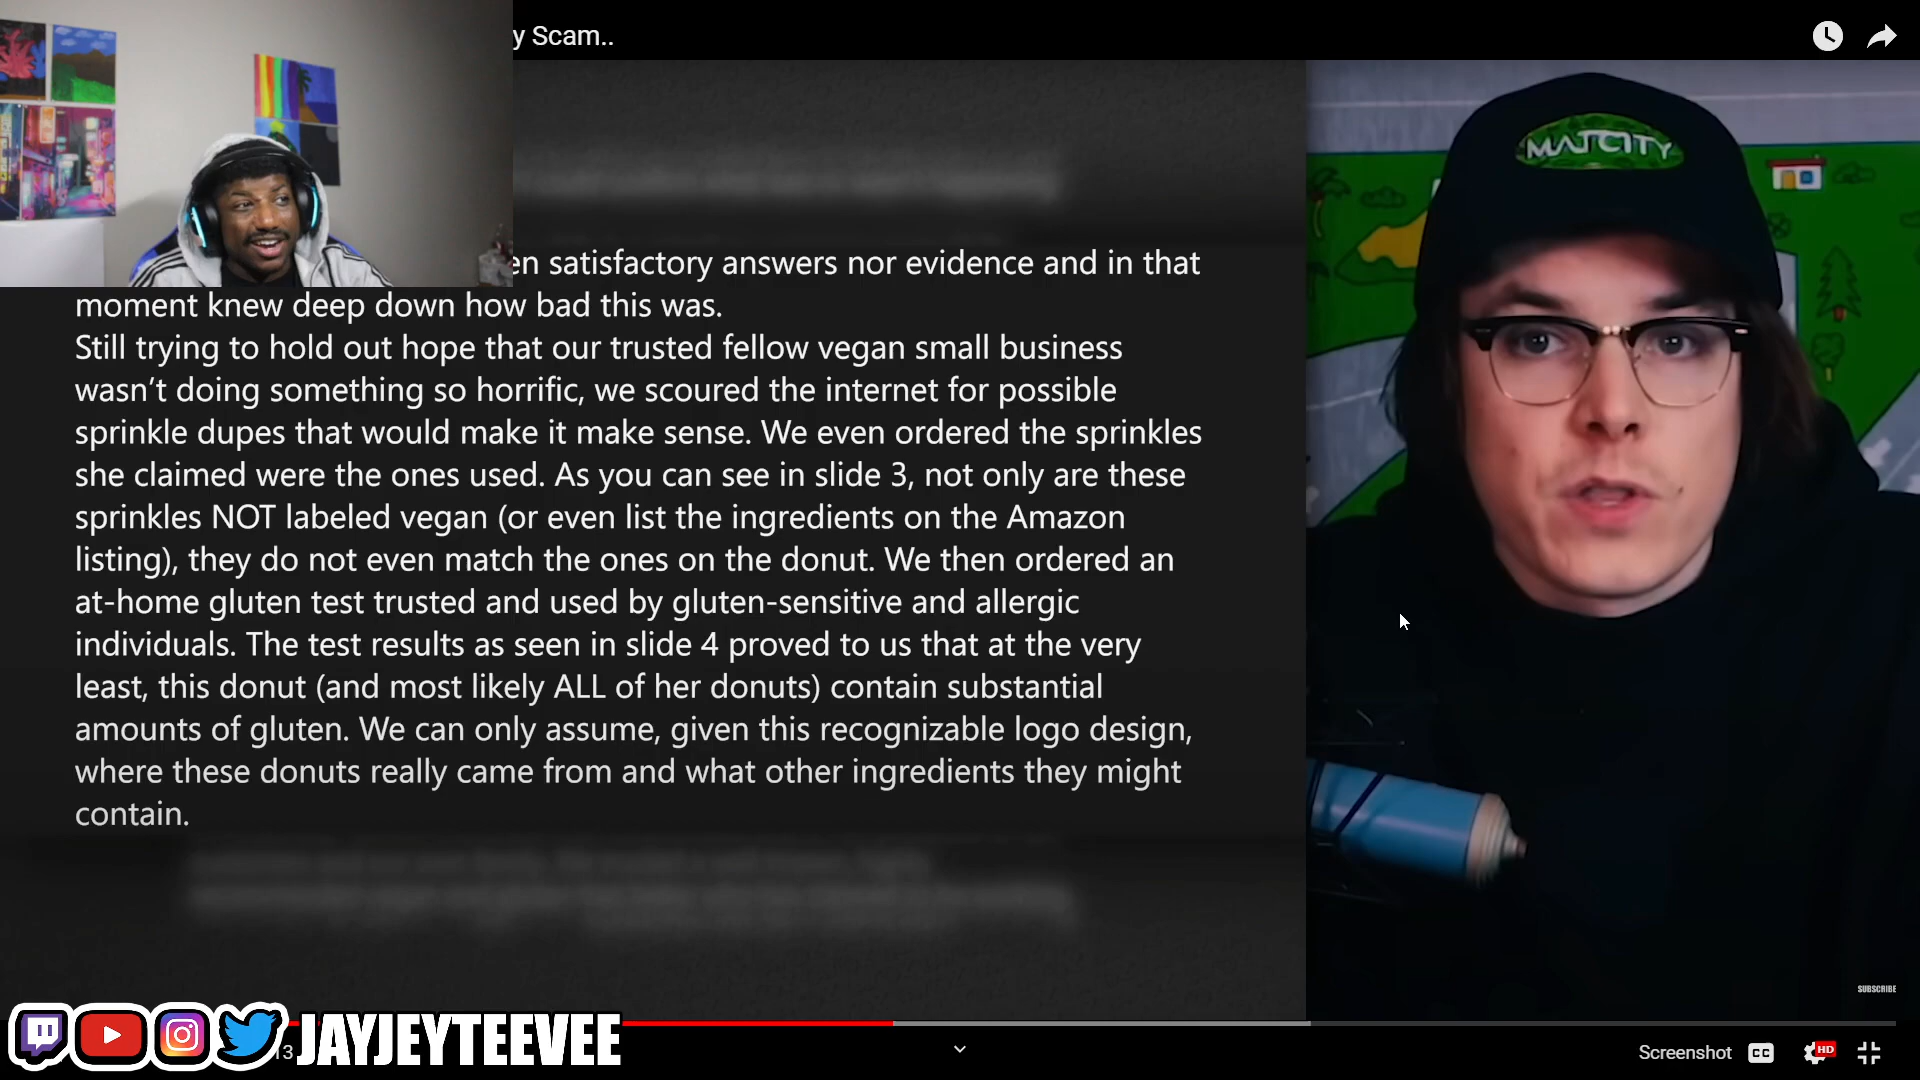 y Scam..
MATCITY
en satisfactory answers nor evidence and in that
moment knew deep down how bad this was.
Still trying to hold out hope that our trusted fellow vegan small business
wasn’t doing something so horrific, we scoured the internet for possible
sprinkle dupes that would make it make sense. We even ordered the sprinkles
she claimed were the ones used. As you can see in slide 3, not only are these
sprinkles NOT labeled vegan (or even list the ingredients on the Amazon
listing), they do not even match the ones on the donut. We then ordered an
at-home gluten test trusted and used by gluten-sensitive and allergic
individuals. The test results as seen in slide 4 proved to us that at the very
least, this donut (and most likely ALL of her donuts) contain substantial
amounts of gluten. We can only assume, given this recognizable logo design,
where these donuts really came from and what other ingredients they might
contain.
SUBSCRIBE
13
JAYJEYTEEVEE
Screenshot
CC
HD